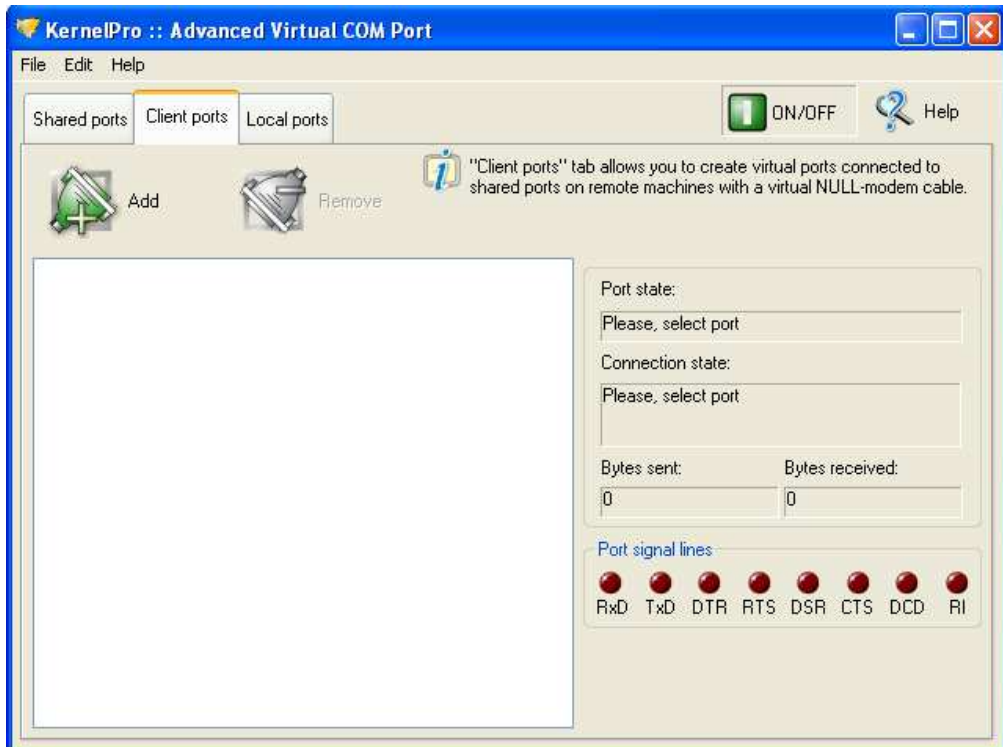 KernelPro :: Advanced Virtual COM Port
File Edit Help
Shared ports Client ports Local ports
ON/OFF Help
Add Remove
"Client ports" tab allows you to create virtual ports connected to
shared ports on remote machines with a virtual NULL-modem cable.
Port state:
Please, select port
Connection state:
Please, select port
Bytes sent: Bytes received:
0 0
Port signal lines
RxD TxD DTR RTS DSR CTS DCD RI